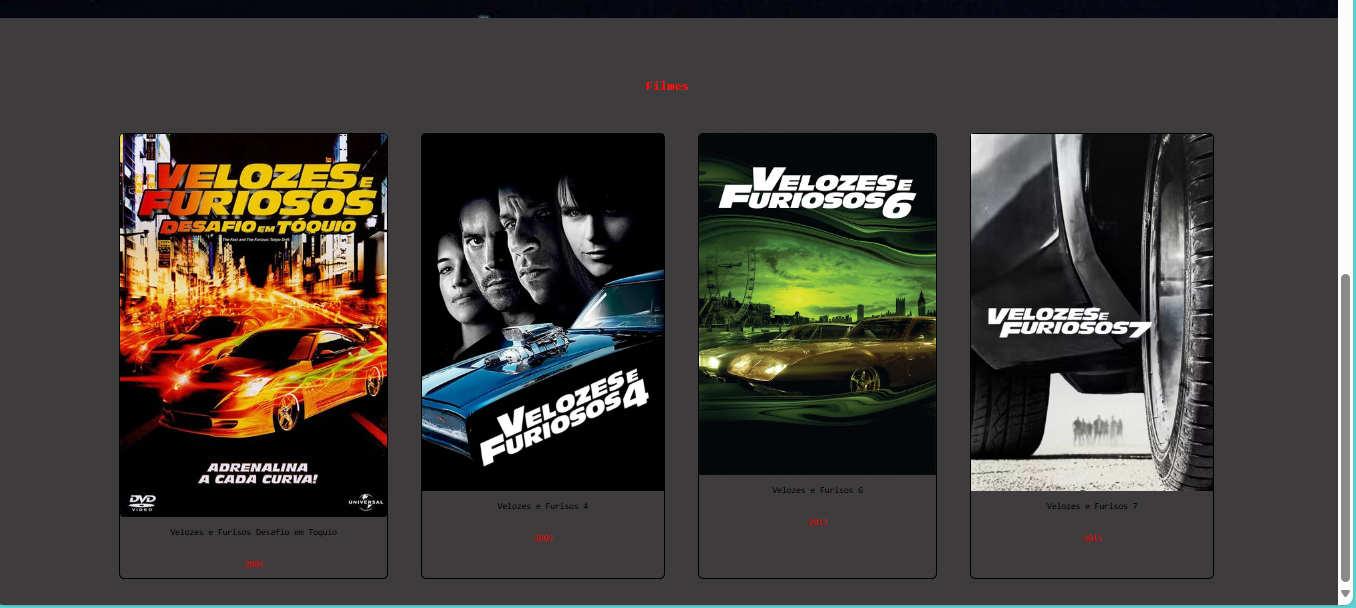 Filmes
VELOZES E
FURIOSOS
DESAFIO EM TÓQUIO
The Fast and The Furious: Tokyo Drift
ADRENALINA
A CADA CURVA!
DVD
VIDEO
UNIVERSAL
Velozes e Furisos Desafio em Toquio
2006
VELOZES E
FURIOSOS 4
Velozes e Furisos 4
2009
VELOZES E
FURIOSOS 6
Velozes e Furisos 6
2013
VELOZES E
FURIOSOS 7
Velozes e Furisos 7
2015